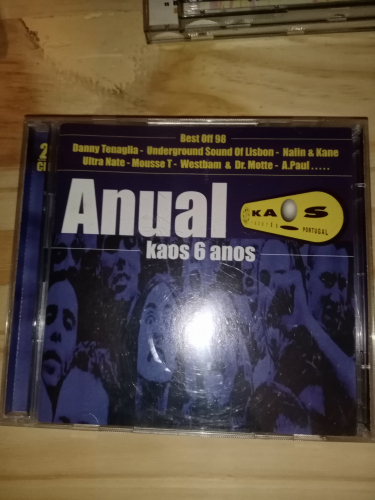 Best Off 98
Danny Tenaglia - Underground Sound Of Lisbon - Nalin & Kane
Ultra Nate - Mousse T - Westbam & Dr. Motte - A.Paul .....
2
CD
Anual
KAOS
PORTUGAL
kaos 6 anos